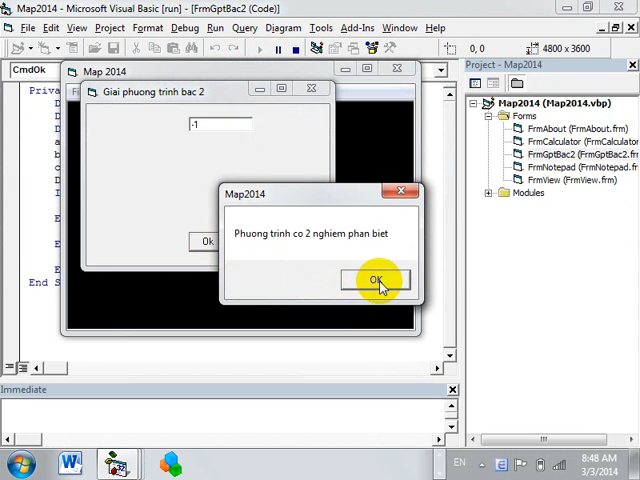 Map2014 - Microsoft Visual Basic [run] - [FrmGptBac2 (Code)]
File Edit View Project Format Debug Run Query Diagram Tools Add-Ins Window Help
0, 0 4800 x 3600
CmdOk
Project - Map2014
Map 2014
Giai phuong trinh bac 2
-1
Ok
Map2014
Phuong trinh co 2 nghiem phan biet
OK
Priva
D
D
D
a
b
c
D
I
E
E
End S
Map2014 (Map2014.vbp)
Forms
FrmAbout (FrmAbout.frm)
FrmCalculator (FrmCalculator
FrmGptBac2 (FrmGptBac2.fr
FrmNotepad (FrmNotepad.fr
FrmView (FrmView.frm)
Modules
Immediate
EN
8:48 AM
3/3/2014